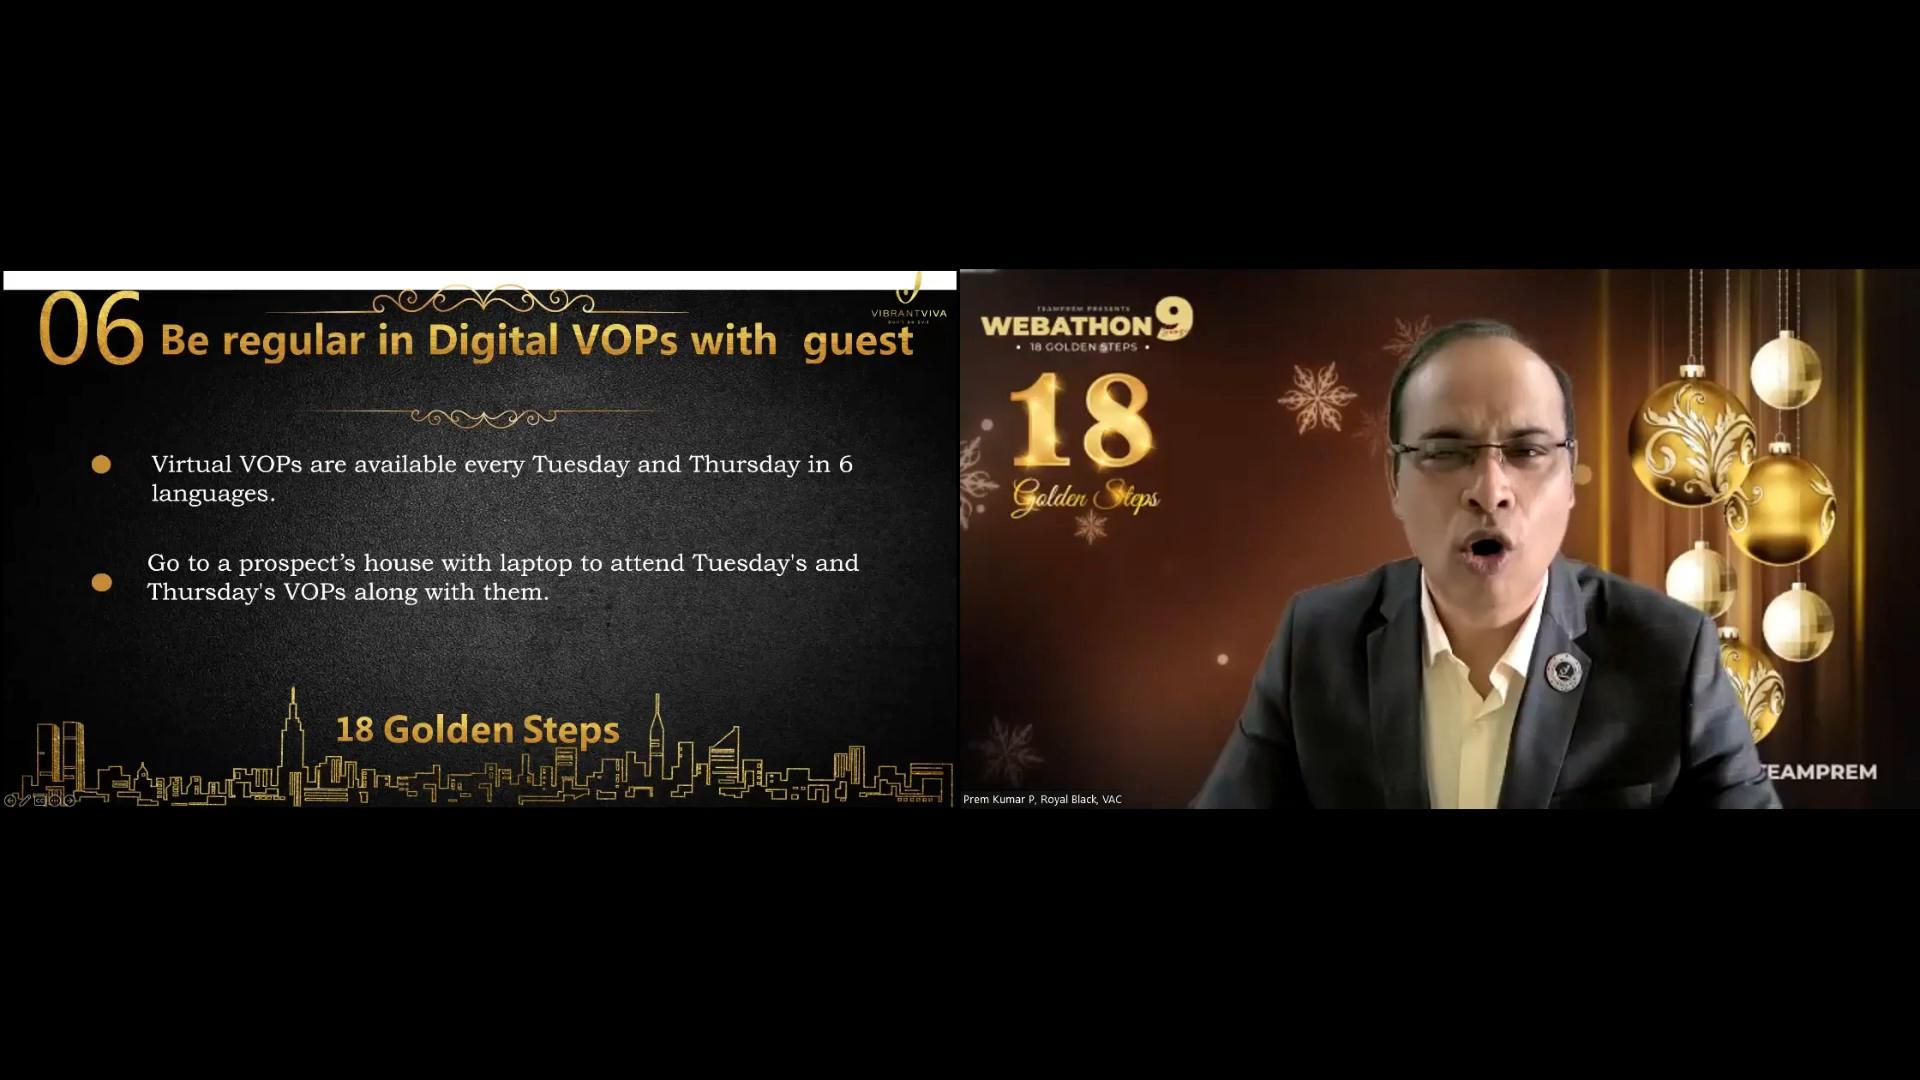 06 Be regular in Digital VOPs with guest
VIBRANTVIVA
Virtual VOPs are available every Tuesday and Thursday in 6
languages.
Go to a prospect’s house with laptop to attend Tuesday's and
Thursday's VOPs along with them.
18 Golden Steps
TEAMPREM PRESENTS
WEBATHON 9
• 18 GOLDEN STEPS •
18
Golden Steps
TEAMPREM
Prem Kumar P, Royal Black, VAC